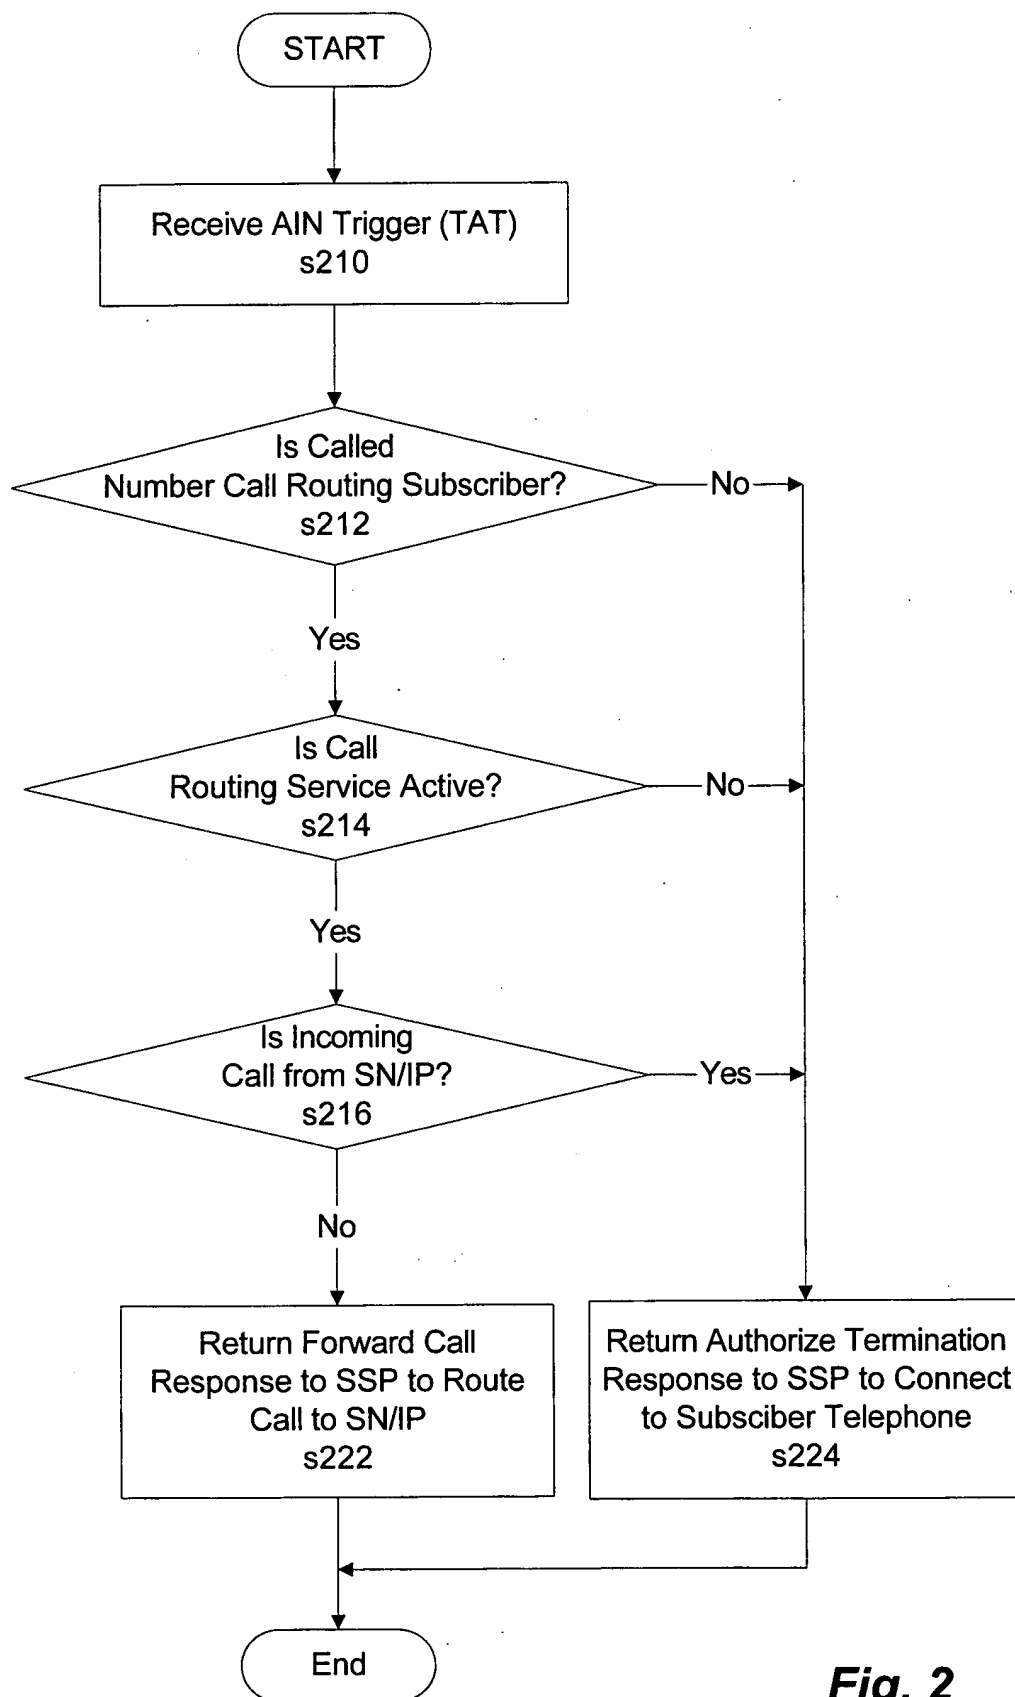 START
Receive AIN Trigger (TAT)
s210
Is Called
Number Call Routing Subscriber?
s212
No
Yes
Is Call
Routing Service Active?
s214
No
Yes
Is Incoming
Call from SN/IP?
s216
Yes
No
Return Forward Call
Response to SSP to Route
Call to SN/IP
s222
Return Authorize Termination
Response to SSP to Connect
to Subsciber Telephone
s224
End
Fig. 2